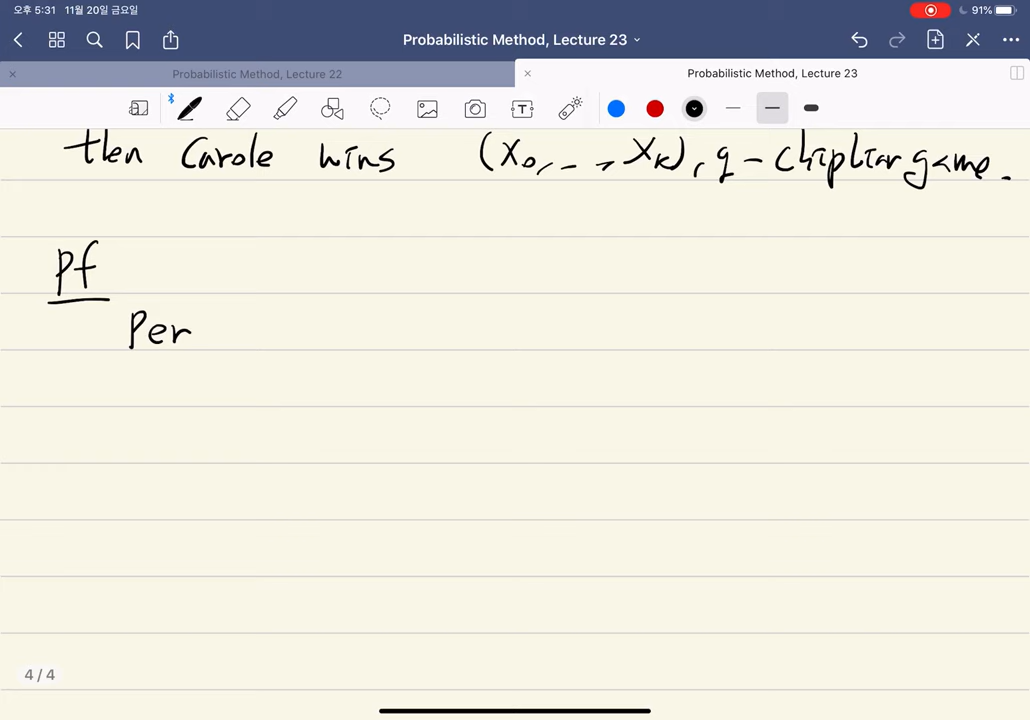 오후 5:31 11월 20일 금요일 91%
Probabilistic Method, Lecture 23
Probabilistic Method, Lecture 22 Probabilistic Method, Lecture 23
then Carole wins (x₀, -- , xₖ), q - chipliar game.
pf
Per
4 / 4